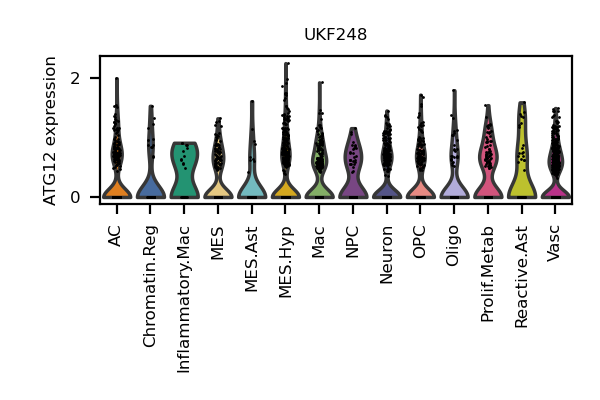 UKF248
ATG12 expression
2
0
AC
Chromatin.Reg
Inflammatory.Mac
MES
MES.Ast
MES.Hyp
Mac
NPC
Neuron
OPC
Oligo
Prolif.Metab
Reactive.Ast
Vasc